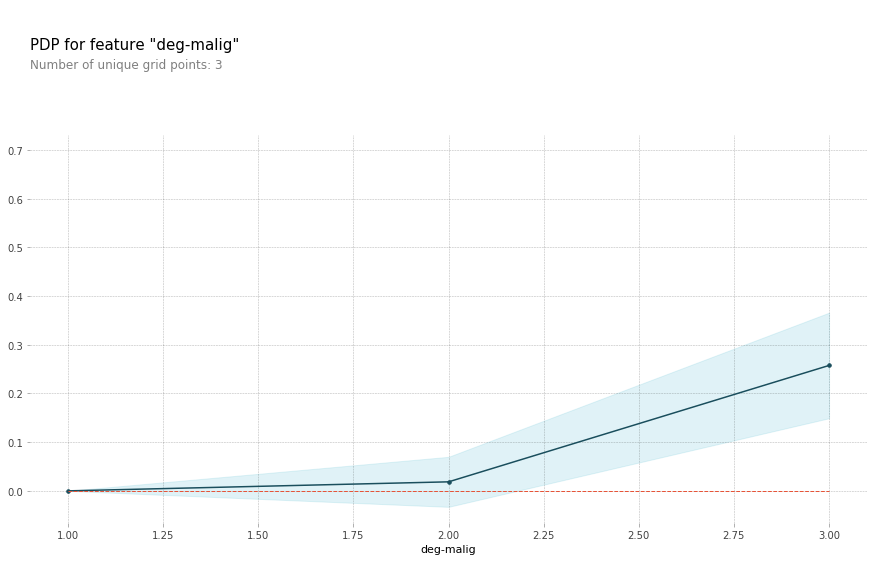 PDP for feature "deg-malig"
Number of unique grid points: 3
0.7
0.6
0.5
0.4
0.3
0.2
0.1
0.0
1.00 1.25 1.50 1.75 2.00 2.25 2.50 2.75 3.00
deg-malig